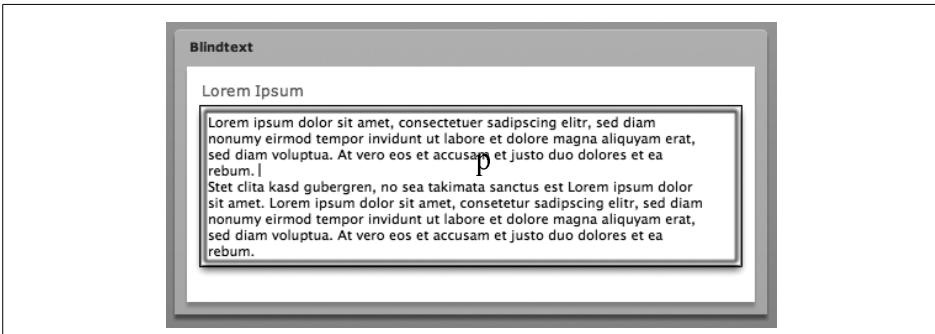 Blindtext
Lorem Ipsum
Lorem ipsum dolor sit amet, consectetuer sadipscing elitr, sed diam
nonumy eirmod tempor invidunt ut labore et dolore magna aliquyam erat,
sed diam voluptua. At vero eos et accusam et justo duo dolores et ea
rebum. |
p
Stet clita kasd gubergren, no sea takimata sanctus est Lorem ipsum dolor
sit amet. Lorem ipsum dolor sit amet, consetetur sadipscing elitr, sed diam
nonumy eirmod tempor invidunt ut labore et dolore magna aliquyam erat,
sed diam voluptua. At vero eos et accusam et justo duo dolores et ea
rebum.